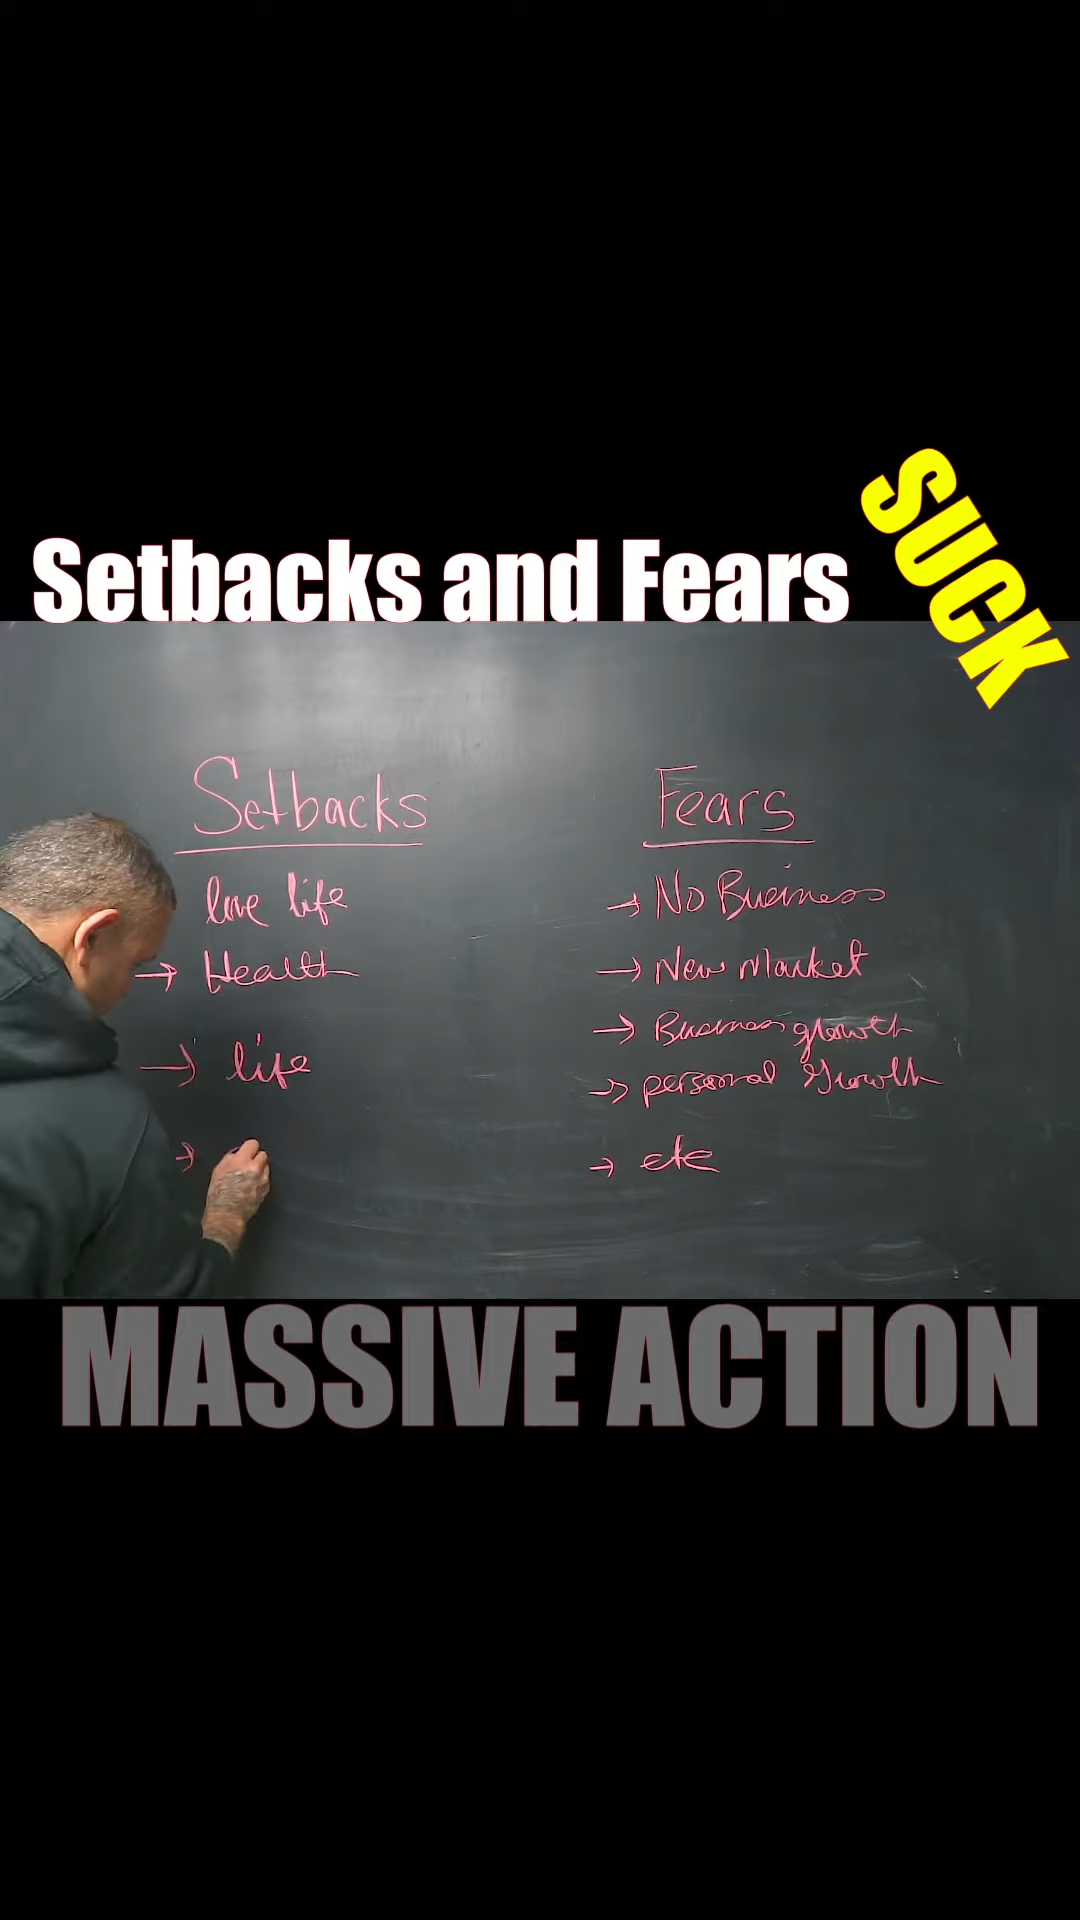 Setbacks and Fears
SUCK
Setbacks
love life
→ Health
→ life
→
Fears
→ No Business
→ New Market
→ Business growth
→ personal Growth
→ etc
MASSIVE ACTION